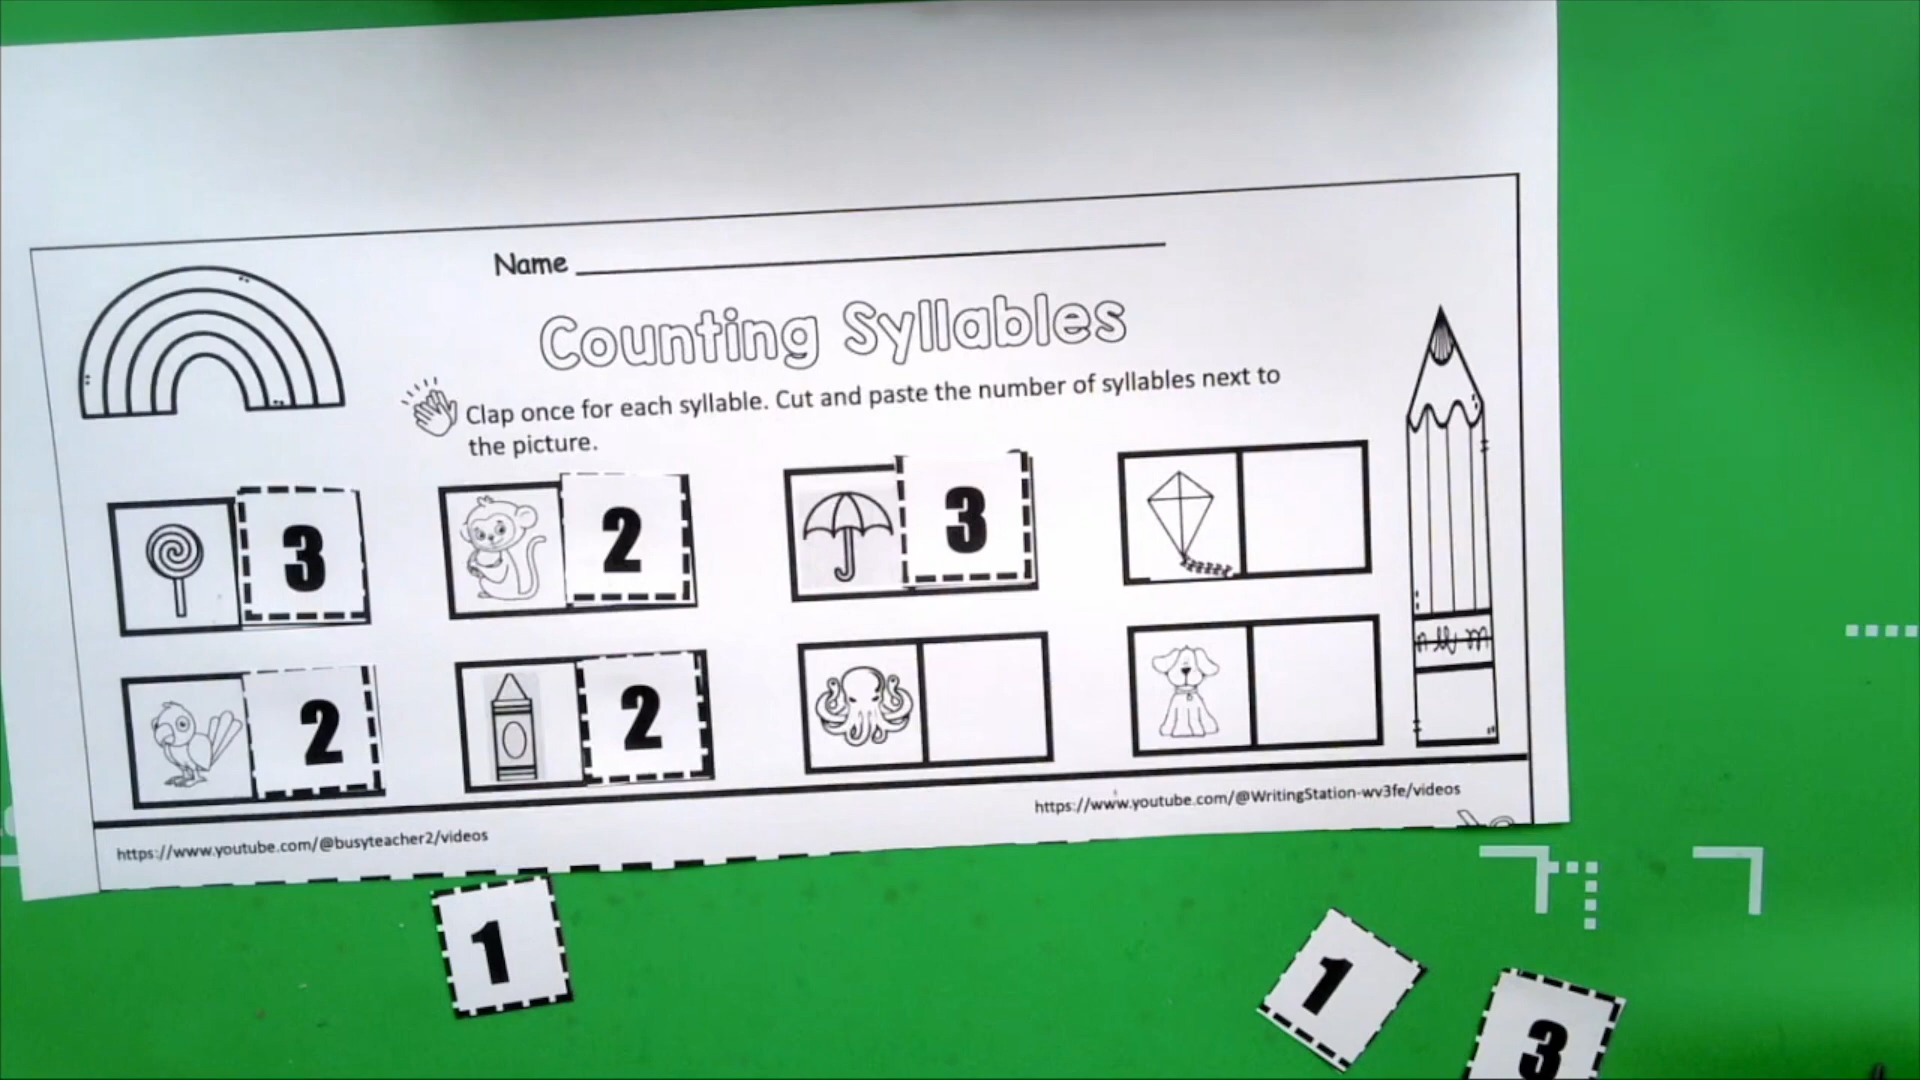 Name
Counting Syllables
Clap once for each syllable. Cut and paste the number of syllables next to
the picture.
3
2
3
2
2
https://www.youtube.com/@WritingStation-wv3fe/videos
https://www.youtube.com/@busyteacher2/videos
1
1
3